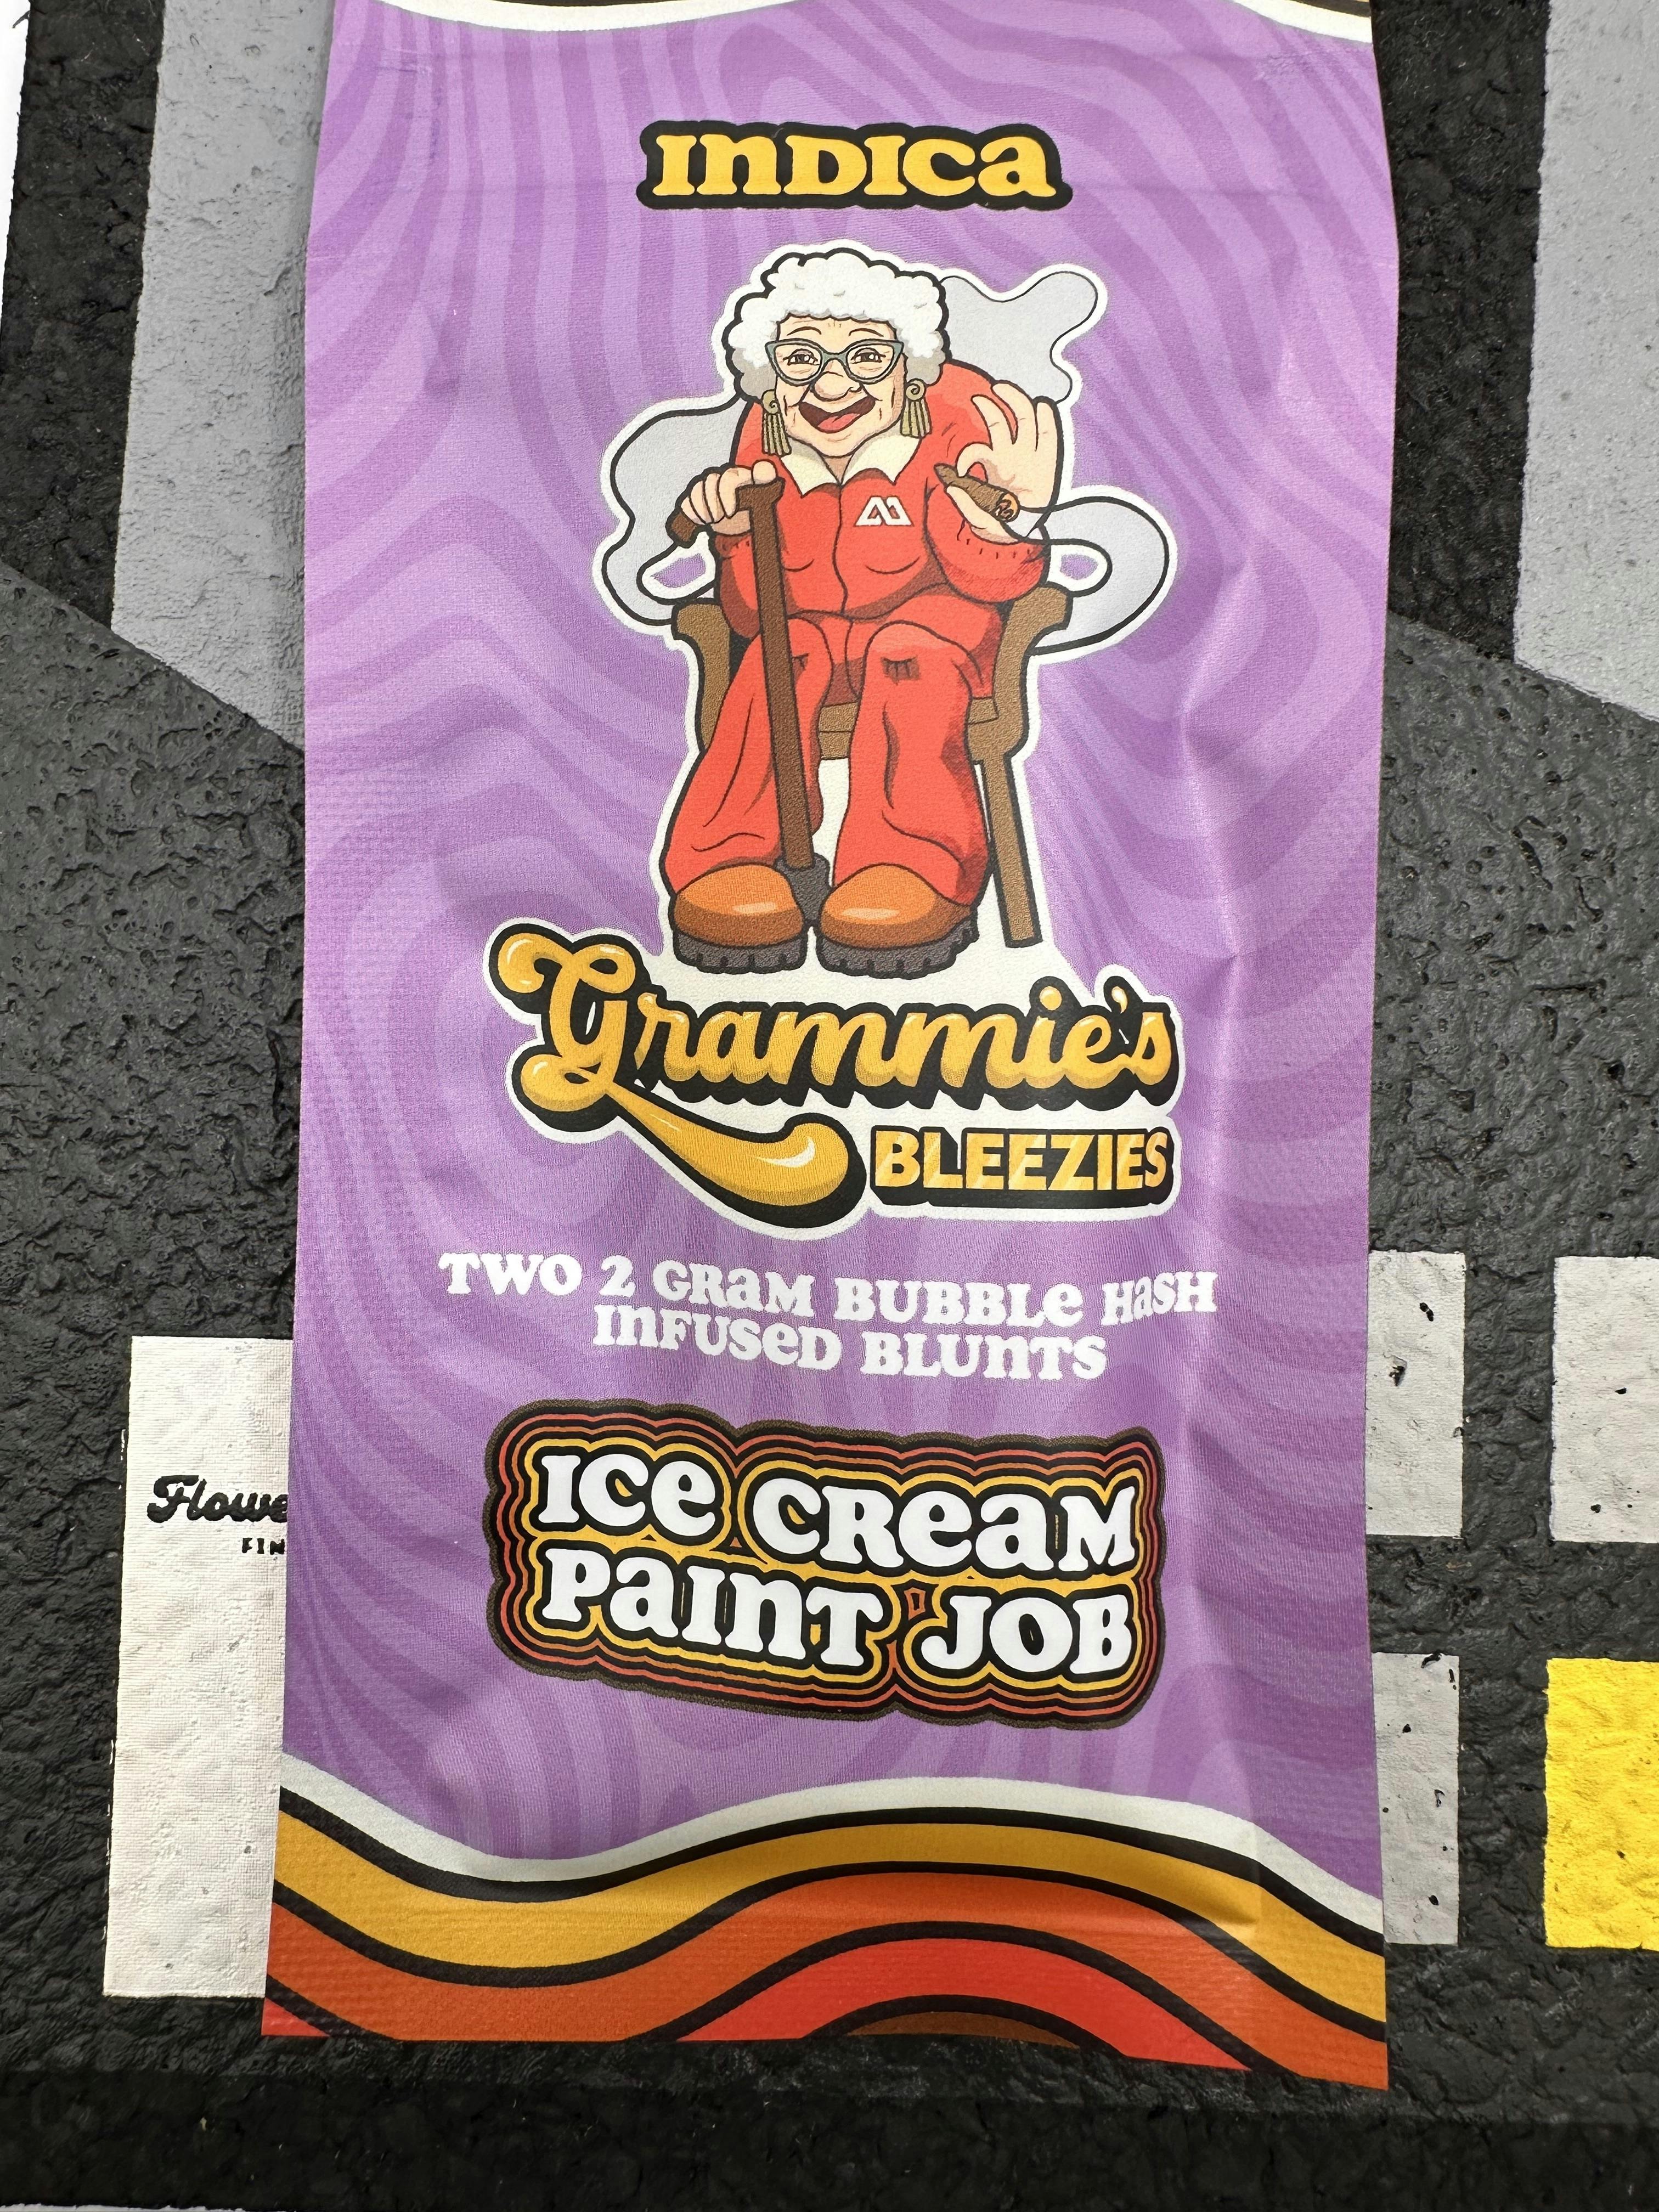 INDICA
Grammie's
BLEEZIES
TWO 2 GRAM BUBBLE HASH
INFUSED BLUNTS
ICE CREAM
PAINT JOB